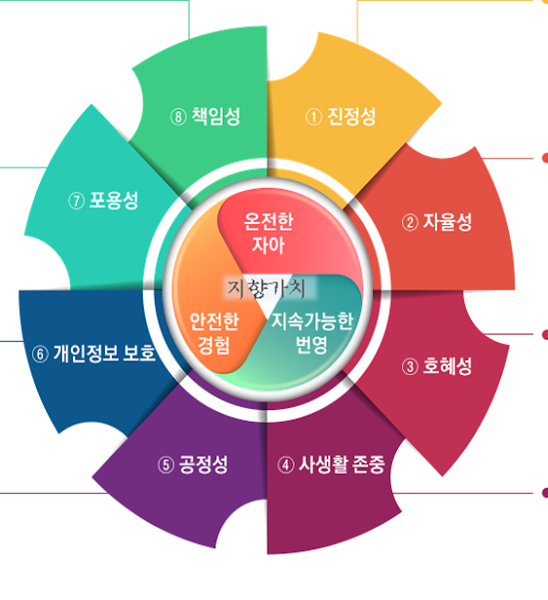 ⑧ 책임성
① 진정성
⑦ 포용성
② 자율성
온전한
자아
지향가치
안전한
경험
지속가능한
번영
⑥ 개인정보 보호
③ 호혜성
⑤ 공정성
④ 사생활 존중